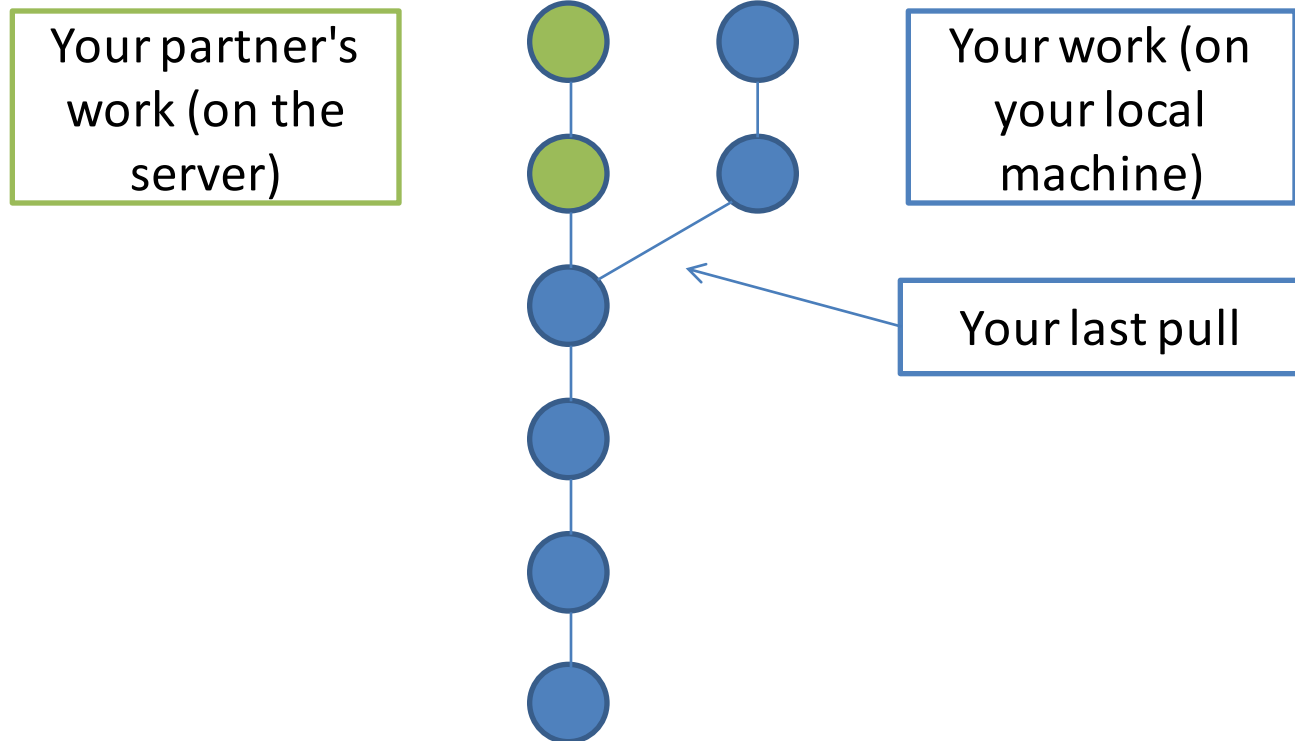 Your partner's
work (on the
server)
Your work (on
your local
machine)
Your last pull